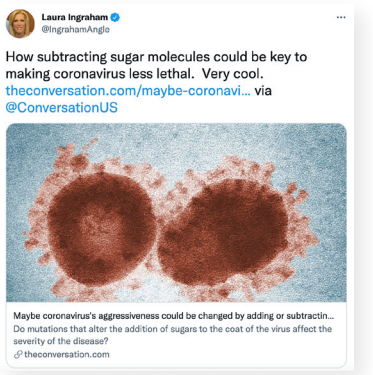 Laura Ingraham
@IngrahamAngle
How subtracting sugar molecules could be key to
making coronavirus less lethal. Very cool.
theconversation.com/maybe-coronavi... via
@ConversationUS
Maybe coronavirus's aggressiveness could be changed by adding or subtractin...
Do mutations that alter the addition of sugars to the coat of the virus affect the
severity of the disease?
theconversation.com